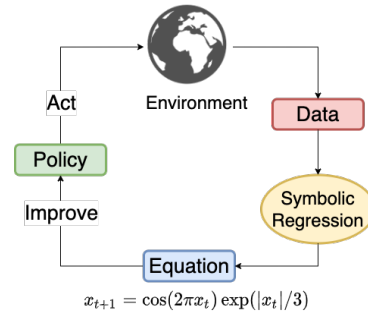 Act
Environment
Data
Policy
Symbolic
Regression
Improve
Equation
x_{t+1} = cos(2πx_t) exp(|x_t|/3)